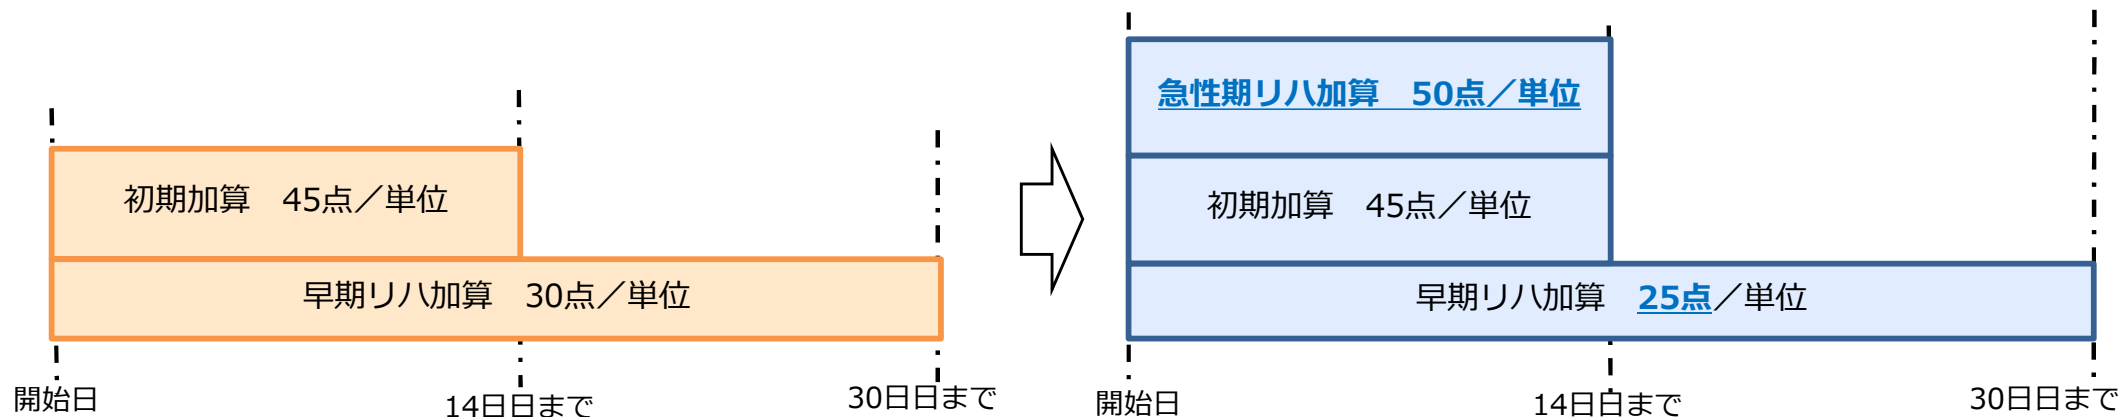 初期加算　45点／単位
早期リハ加算　30点／単位
開始日
14日日まで
30日日まで
急性期リハ加算　50点／単位
初期加算　45点／単位
早期リハ加算　25点／単位
開始日
14日日まで
30日日まで